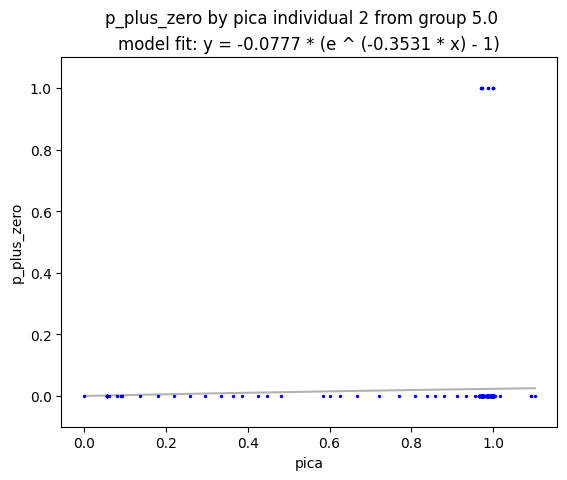 p_plus_zero by pica individual 2 from group 5.0
model fit: y = -0.0777 * (e ^ (-0.3531 * x) - 1)
1.0
0.8
0.6
0.4
0.2
0.0
p_plus_zero
0.0 0.2 0.4 0.6 0.8 1.0
pica